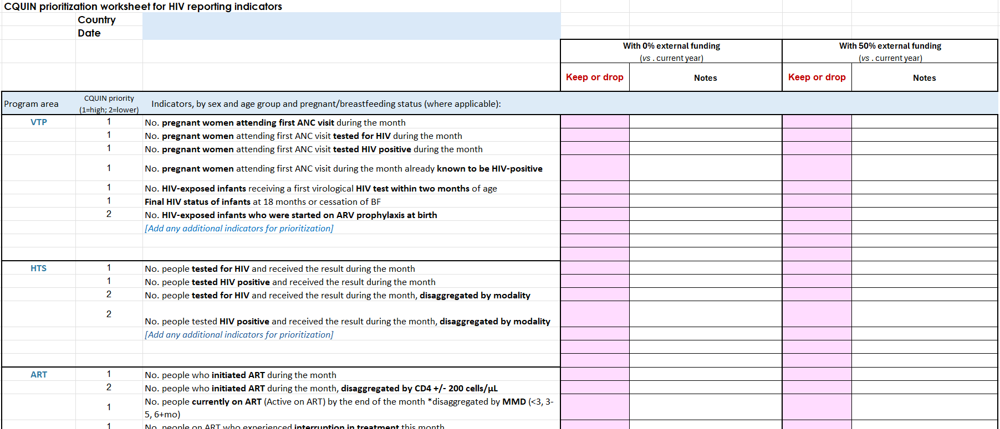 CQUIN prioritization worksheet for HIV reporting indicators
Country
Date
With 0% external funding
(vs . current year)
With 50% external funding
(vs . current year)
Keep or drop
Notes
Keep or drop
Notes
Program area
CQUIN priority
(1=high; 2=lower)
Indicators, by sex and age group and pregnant/breastfeeding status (where applicable):
VTP 1 No. pregnant women attending first ANC visit during the month
1 No. pregnant women attending first ANC visit tested for HIV during the month
1 No. pregnant women attending first ANC visit tested HIV positive during the month
1 No. pregnant women attending first ANC visit during the month already known to be HIV-positive
1 No. HIV-exposed infants receiving a first virological HIV test within two months of age
1 Final HIV status of infants at 18 months or cessation of BF
2 No. HIV-exposed infants who were started on ARV prophylaxis at birth
[Add any additional indicators for prioritization]
HTS 1 No. people tested for HIV and received the result during the month
1 No. people tested HIV positive and received the result during the month
2 No. people tested for HIV and received the result during the month, disaggregated by modality
2 No. people tested HIV positive and received the result during the month, disaggregated by modality
[Add any additional indicators for prioritization]
ART 1 No. people who initiated ART during the month
2 No. people who initiated ART during the month, disaggregated by CD4 +/- 200 cells/µL
1 No. people currently on ART (Active on ART) by the end of the month *disaggregated by MMD (<3, 3-
5, 6+mo)
1 No. people on ART who experienced interruption in treatment this month